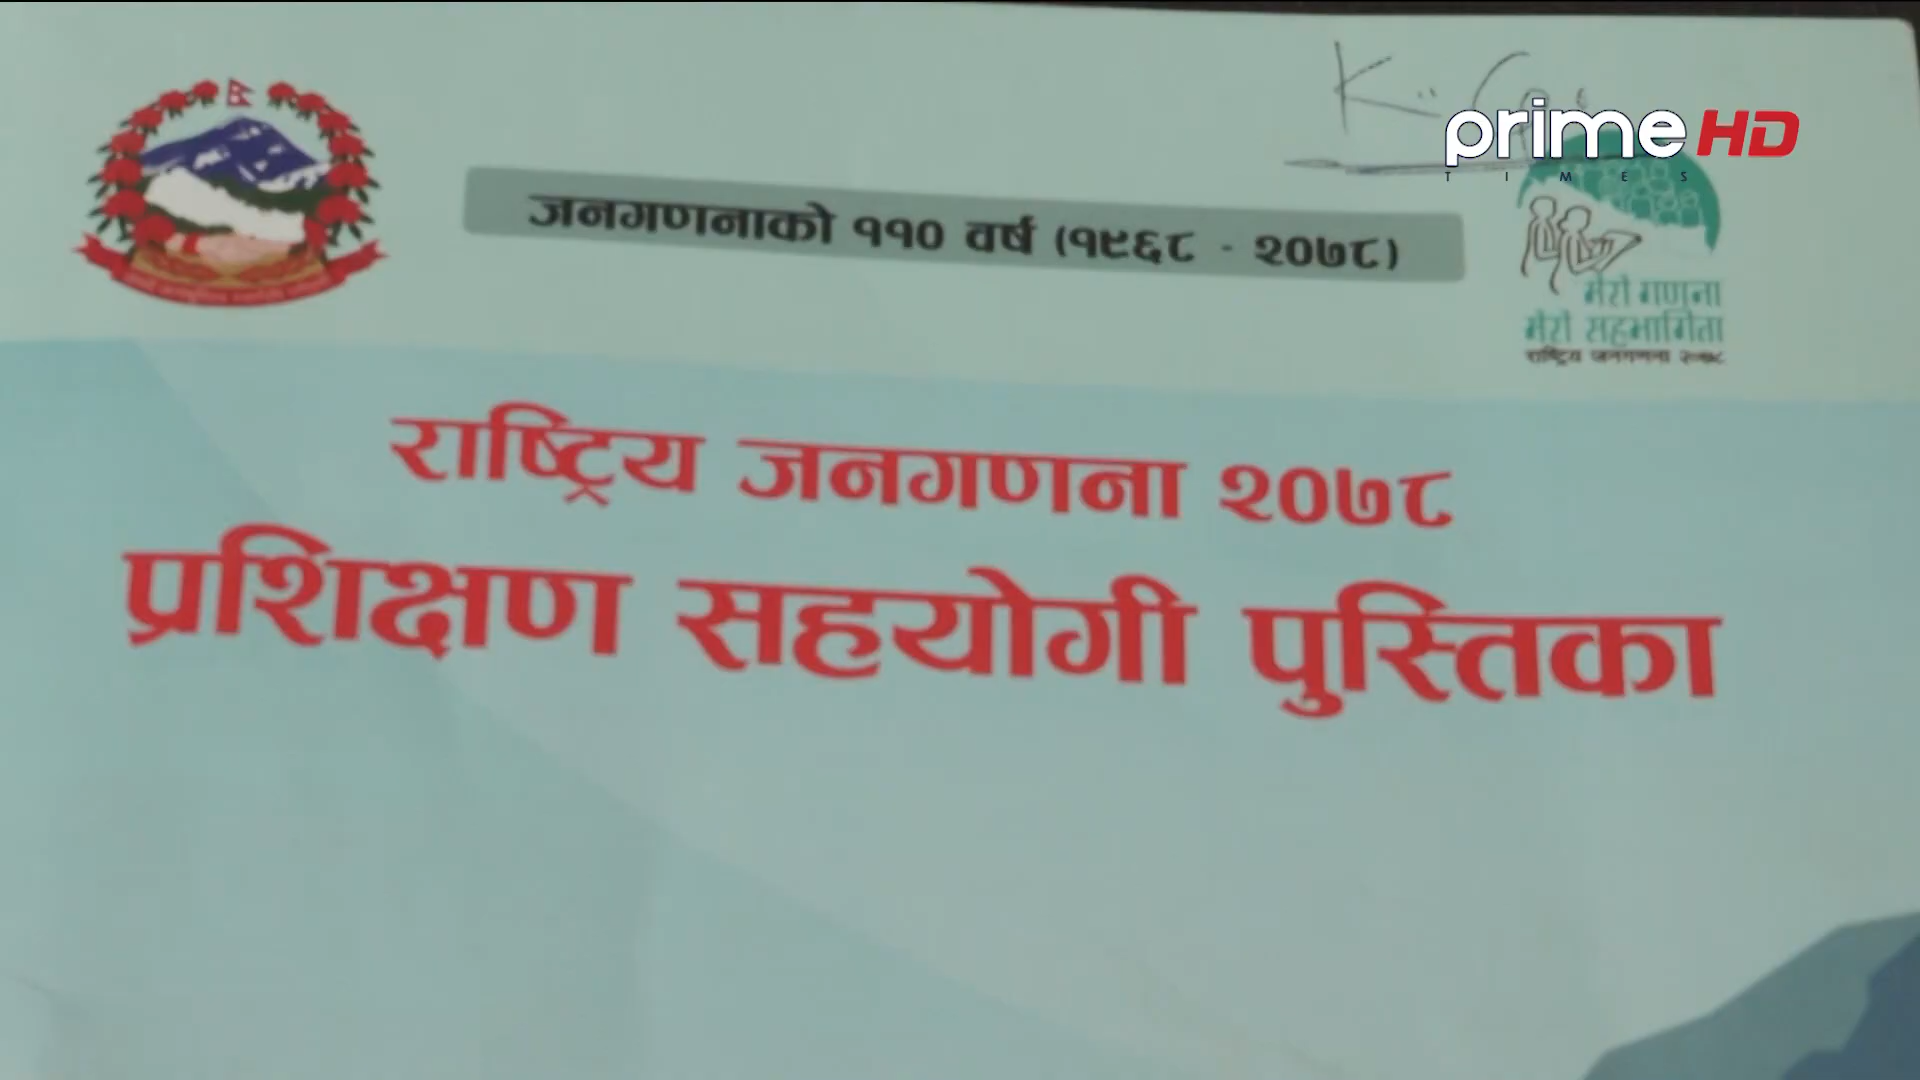 prime HD
TIMES
जनगणनाको ११० वर्ष (१९६८ - २०७८)
मेरो गणना
मेरो सहभागिता
राष्ट्रिय जनगणना २०७८
राष्ट्रिय जनगणना २०७८
प्रशिक्षण सहयोगी पुस्तिका